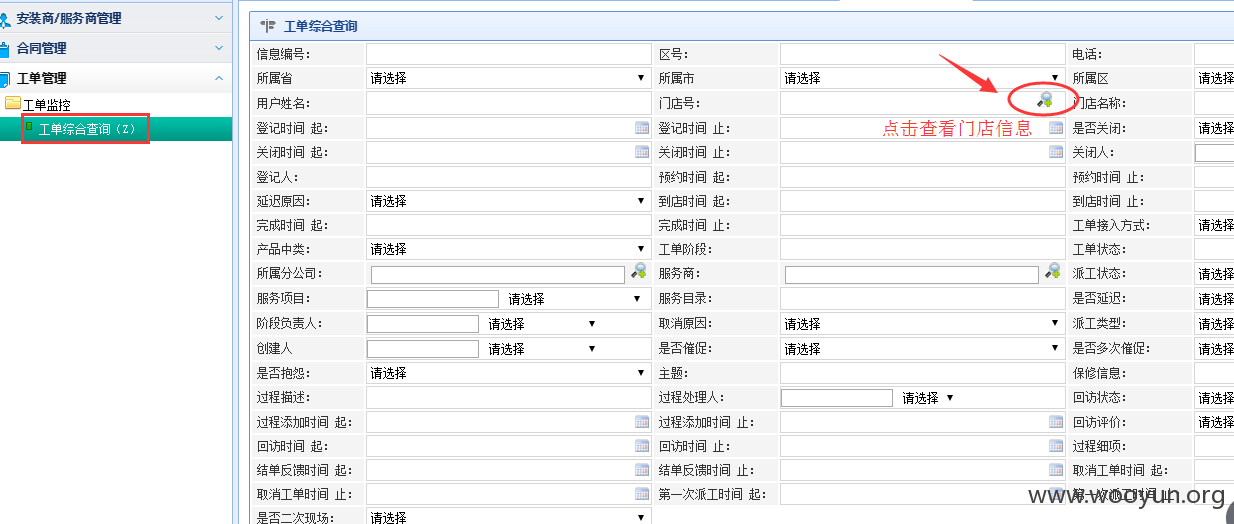 安装商/服务商管理
合同管理
工单管理
工单监控
工单综合查询（Z）
工单综合查询
信息编号: 区号: 电话:
所属省 请选择 所属市 请选择 所属区 请选择
用户姓名: 门店号: 门店名称:
点击查看门店信息
登记时间 起: 登记时间 止: 是否关闭: 请选择
关闭时间 起: 关闭时间 止: 关闭人:
登记人: 预约时间 起: 预约时间 止:
延迟原因: 请选择 到店时间 起: 到店时间 止:
完成时间 起: 完成时间 止: 工单接入方式: 请选择
产品中类: 请选择 工单阶段: 工单状态:
所属分公司: 服务商: 派工状态: 请选择
服务项目: 请选择 服务目录: 是否延迟: 请选择
阶段负责人: 请选择 取消原因: 请选择 派工类型: 请选择
创建人 请选择 是否催促: 请选择 是否多次催促: 请选择
是否抱怨: 请选择 主题: 保修信息:
过程描述: 过程处理人: 请选择 回访状态: 请选择
过程添加时间 起: 过程添加时间 止: 回访评价: 请选择
回访时间 起: 回访时间 止: 过程细项:
结单反馈时间 起: 结单反馈时间 止: 取消工单时间 起:
取消工单时间 止: 第一次派工时间 起: 第一次派工时间 止:
是否二次现场: 请选择
www.wooyun.org